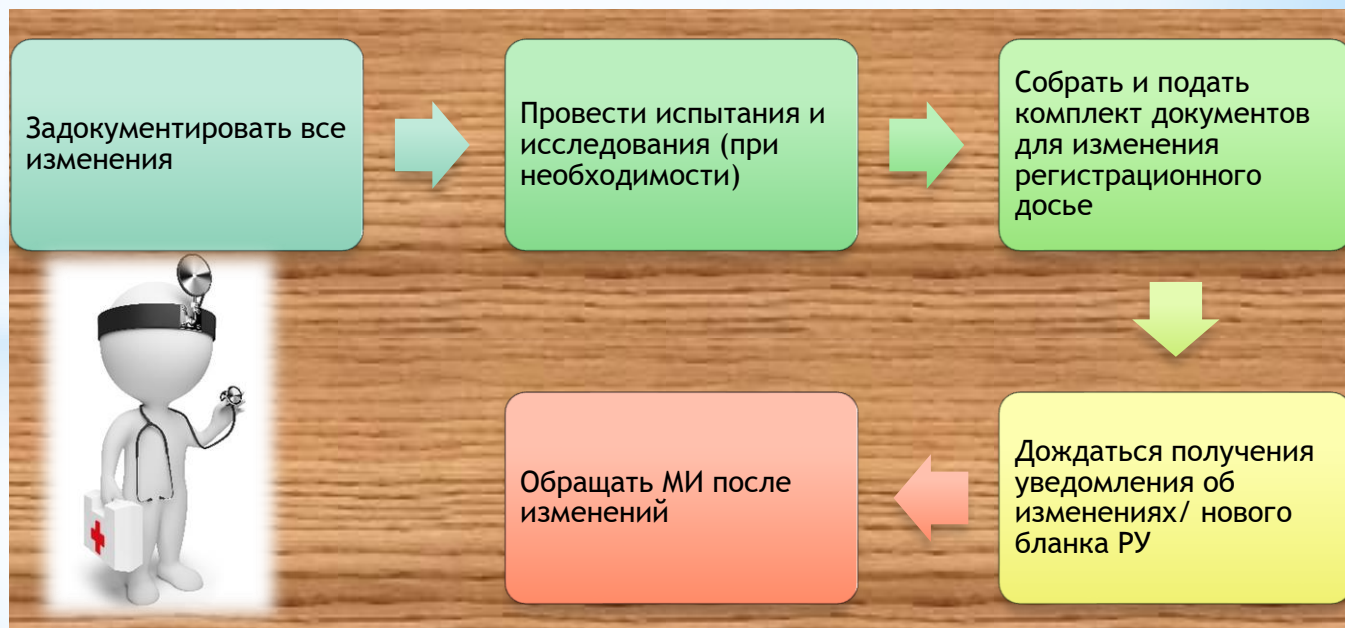 Задокументировать все
изменения
Провести испытания и
исследования (при
необходимости)
Собрать и подать
комплект документов
для изменения
регистрационного
досье
Дождаться получения
уведомления об
изменениях/ нового
бланка РУ
Обращать МИ после
изменений